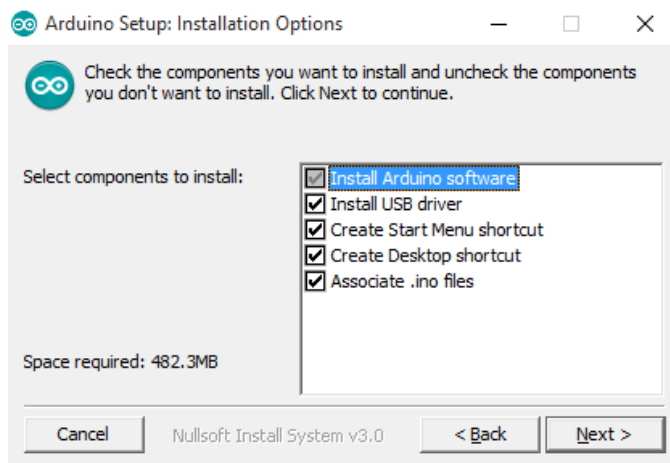 Arduino Setup: Installation Options
Check the components you want to install and uncheck the components
you don't want to install. Click Next to continue.
Select components to install:
Install Arduino software
Install USB driver
Create Start Menu shortcut
Create Desktop shortcut
Associate .ino files
Space required: 482.3MB
Cancel
Nullsoft Install System v3.0
< Back
Next >